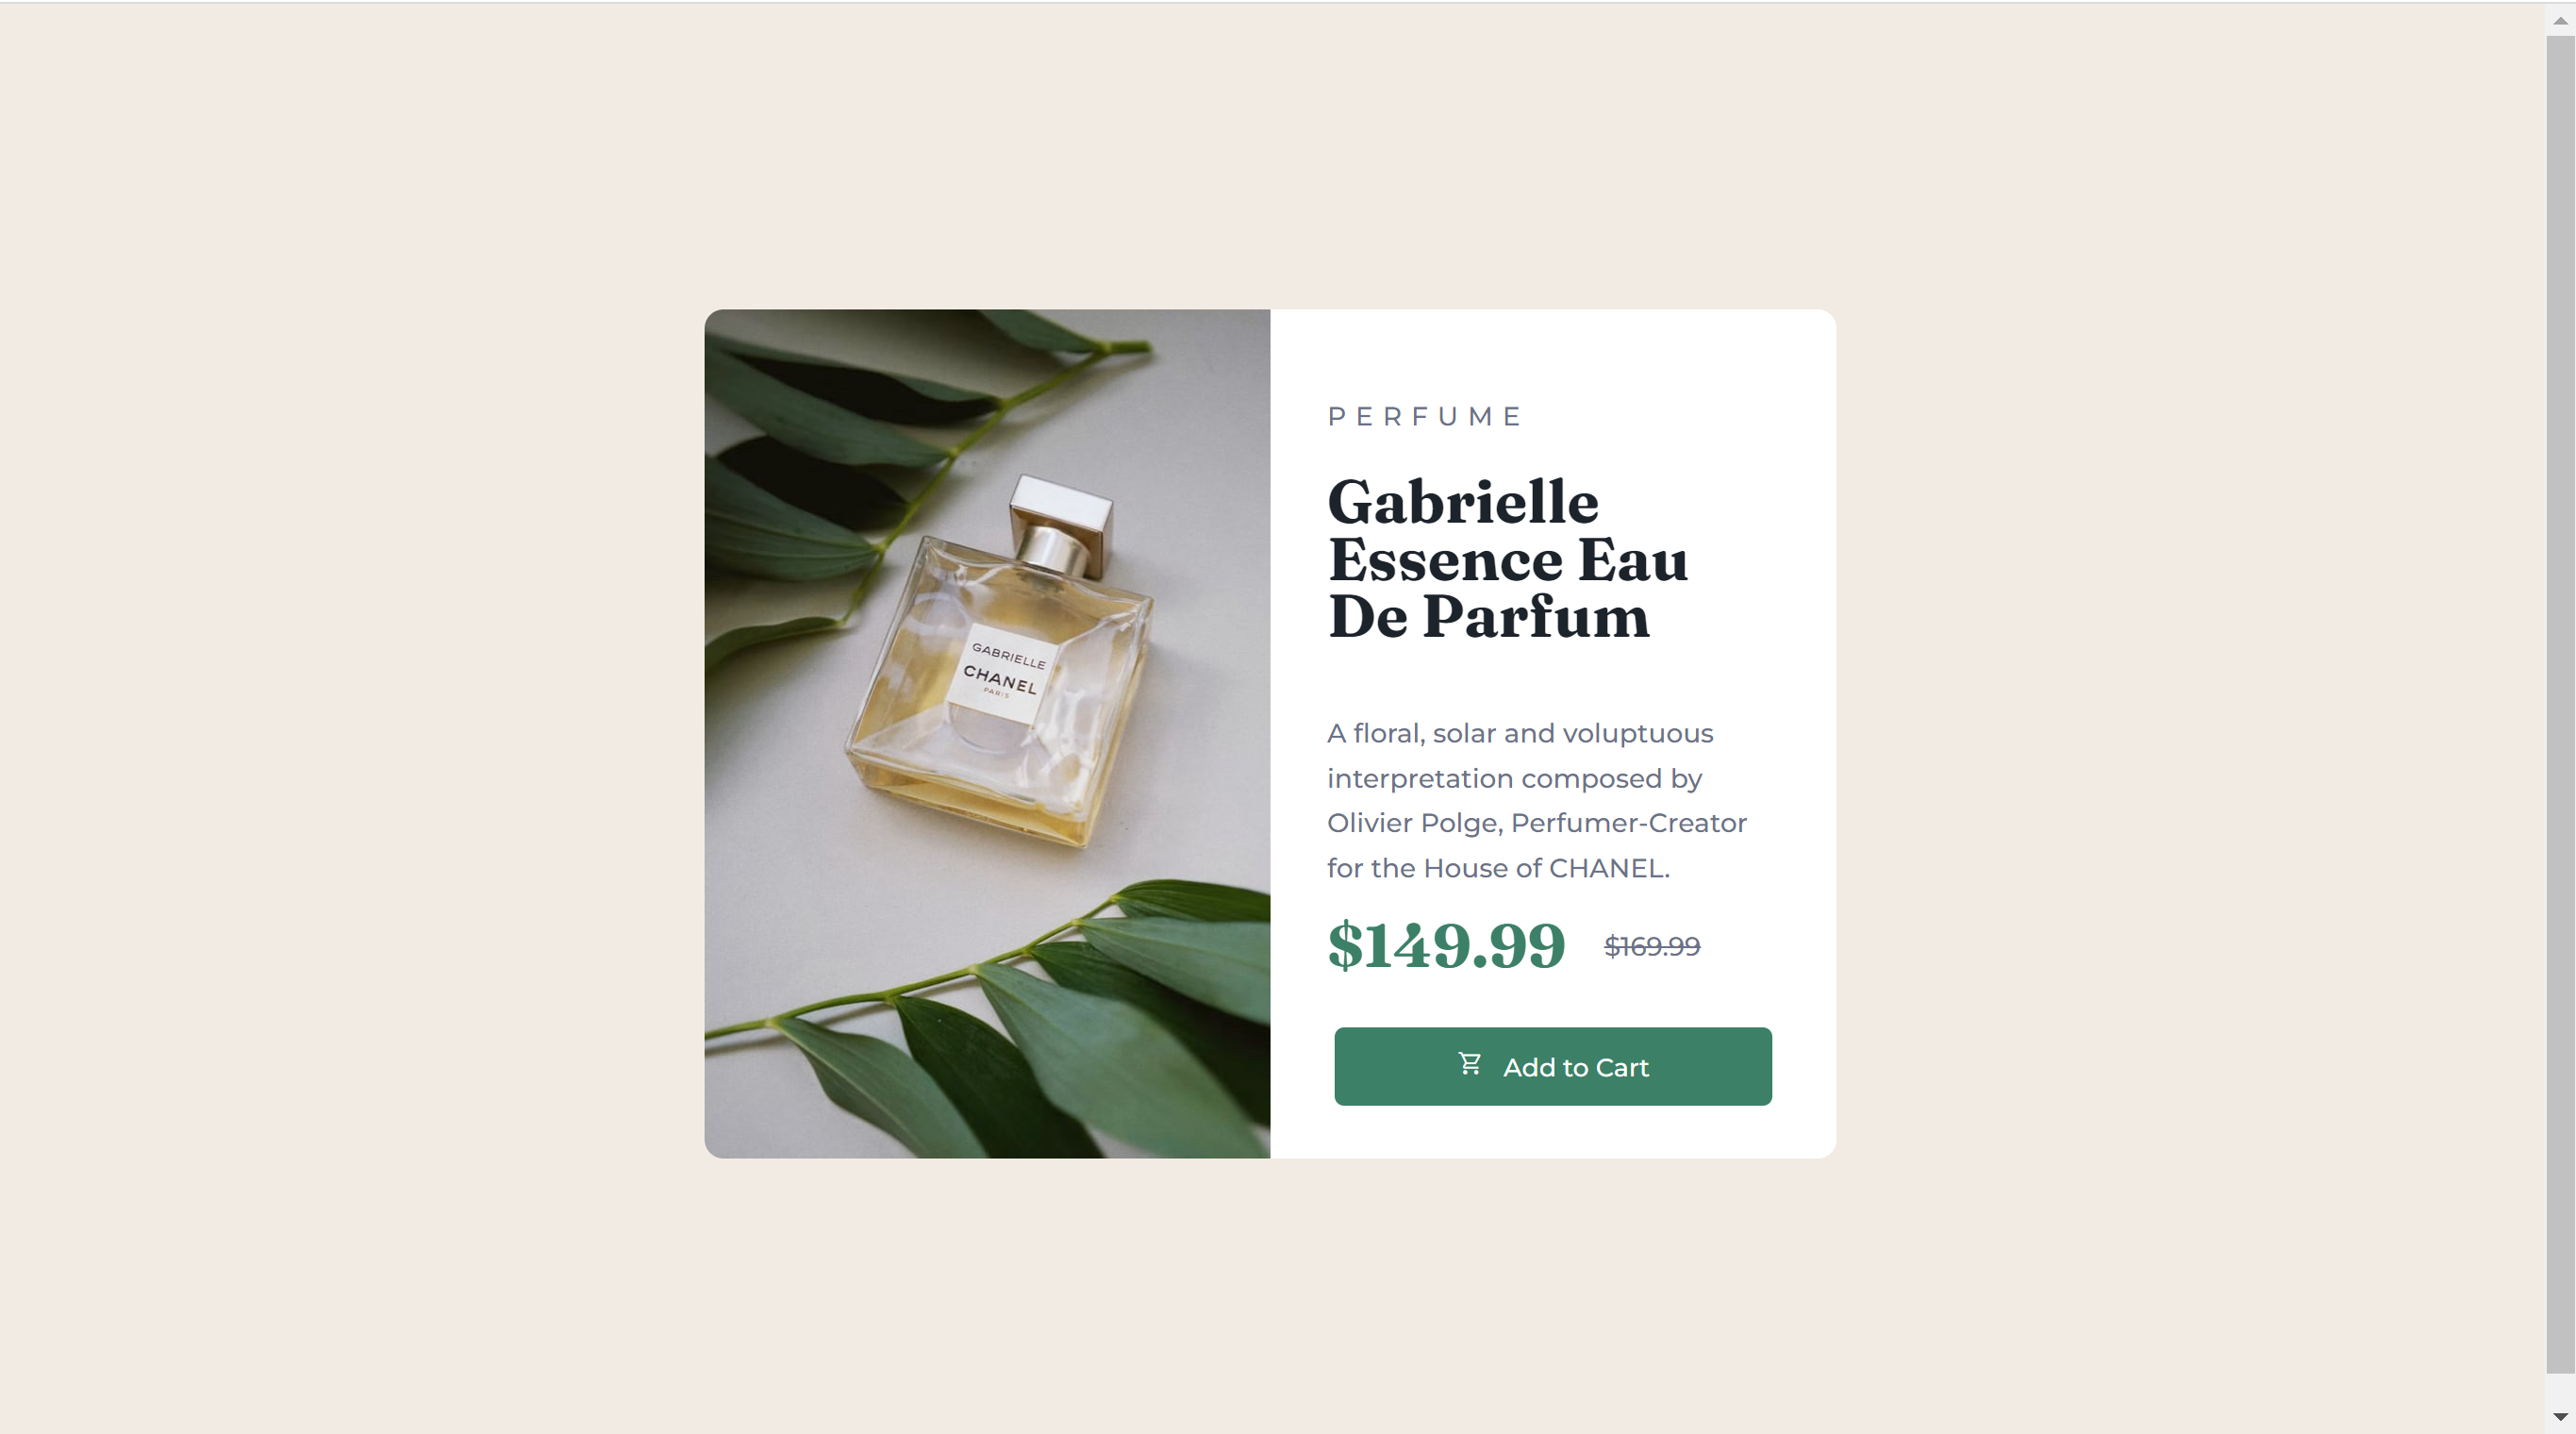 GABRIELLE
CHANEL
PARIS
PERFUME
Gabrielle
Essence Eau
De Parfum
A floral, solar and voluptuous
interpretation composed by
Olivier Polge, Perfumer-Creator
for the House of CHANEL.
$149.99 $169.99
Add to Cart